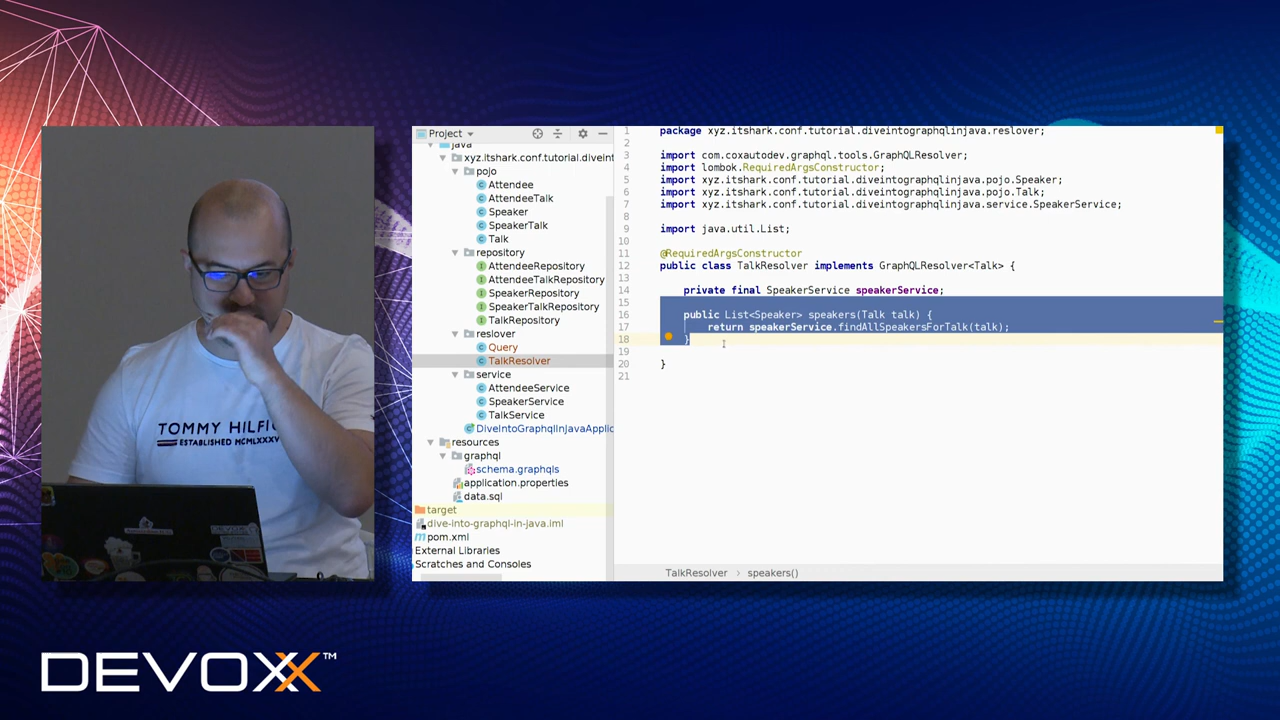 TOMMY HILFIG
ESTABLISHED MCMLXXXV
DEVOXX™
Project
java
xyz.itshark.conf.tutorial.diveint
pojo
Attendee
AttendeeTalk
Speaker
SpeakerTalk
Talk
repository
AttendeeRepository
AttendeeTalkRepository
SpeakerRepository
SpeakerTalkRepository
TalkRepository
reslover
Query
TalkResolver
service
AttendeeService
SpeakerService
TalkService
DiveIntoGraphqlInJavaApplic
resources
graphql
schema.graphqls
application.properties
data.sql
target
dive-into-graphql-in-java.iml
pom.xml
External Libraries
Scratches and Consoles
1 package xyz.itshark.conf.tutorial.diveintographqlinjava.reslover;
2
3 import com.coxautodev.graphql.tools.GraphQLResolver;
4 import lombok.RequiredArgsConstructor;
5 import xyz.itshark.conf.tutorial.diveintographqlinjava.pojo.Speaker;
6 import xyz.itshark.conf.tutorial.diveintographqlinjava.pojo.Talk;
7 import xyz.itshark.conf.tutorial.diveintographqlinjava.service.SpeakerService;
8
9 import java.util.List;
10
11 @RequiredArgsConstructor
12 public class TalkResolver implements GraphQLResolver<Talk> {
13
14 private final SpeakerService speakerService;
15
16 public List<Speaker> speakers(Talk talk) {
17 return speakerService.findAllSpeakersForTalk(talk);
18 }
19
20 }
21
TalkResolver › speakers()